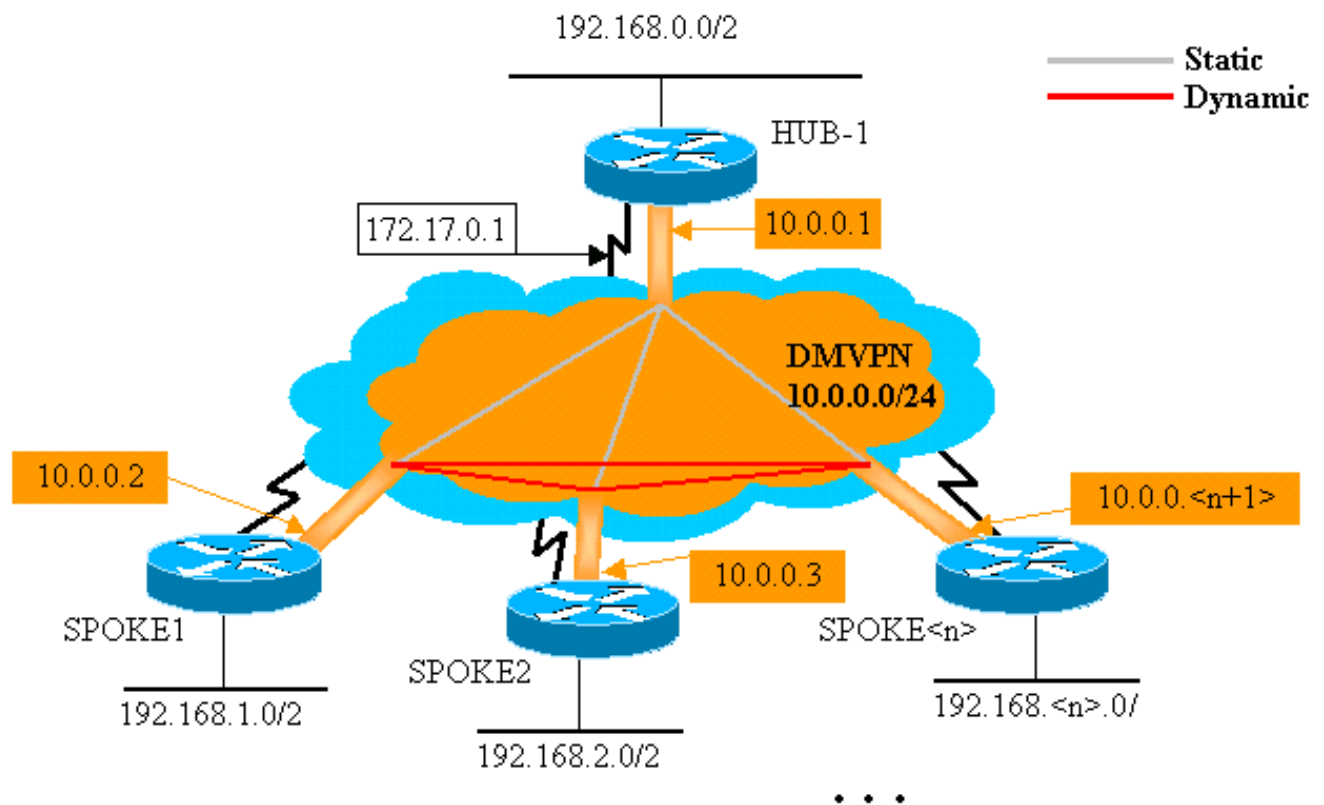 192.168.0.0/2
Static
Dynamic
HUB-1
172.17.0.1
10.0.0.1
DMVPN
10.0.0.0/24
10.0.0.2
10.0.0.<n+1>
10.0.0.3
SPOKE1
SPOKE2
SPOKE<n>
192.168.1.0/2
192.168.2.0/2
192.168.<n>.0/
. . .